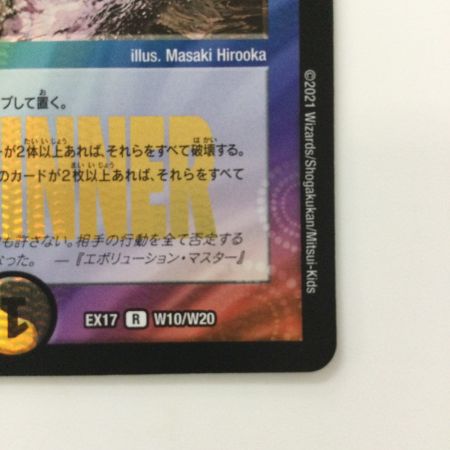 illus. Masaki Hirooka
プして置く。
が2体以上あれば、それらをすべて破壊する。
のカードが2枚以上あれば、それらをすべて
INNER
も許さない。相手の行動を全て否定する
なった。 ―『エボリューション・マスター』
EX17 R W10/W20
©2021 Wizards/Shogakukan/Mitsui-Kids